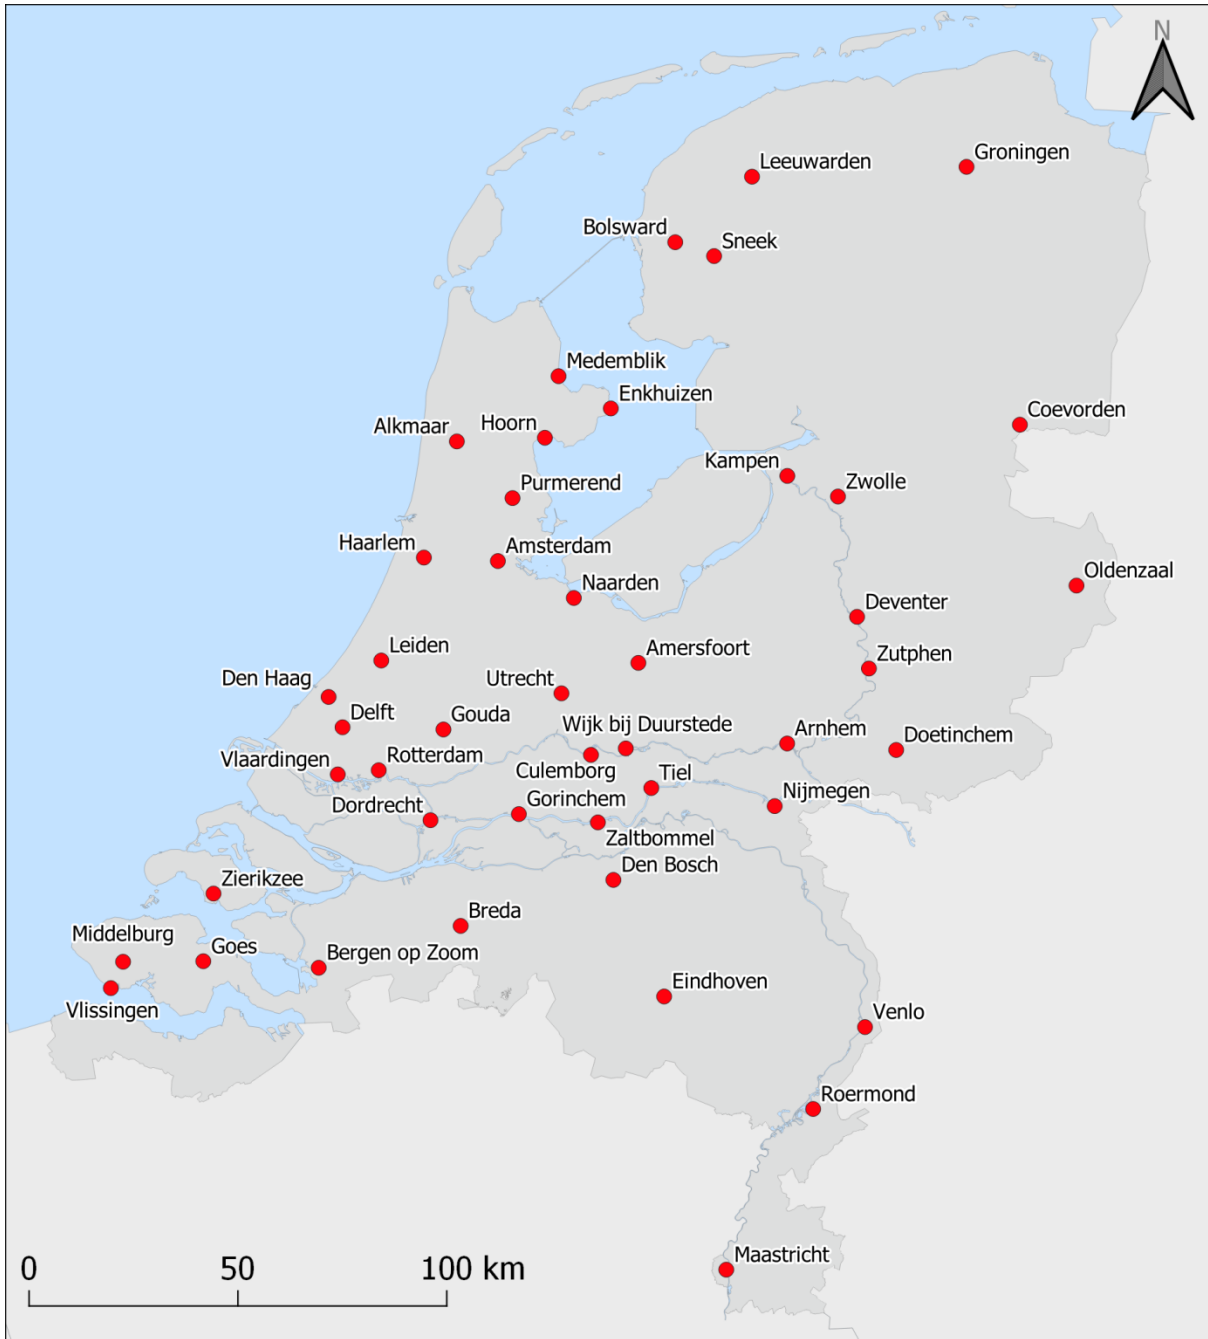 N
Groningen
Leeuwarden
Bolsward
Sneek
Medemblik
Enkhuizen
Coevorden
Alkmaar
Hoorn
Kampen
Zwolle
Purmerend
Haarlem
Amsterdam
Oldenzaal
Naarden
Deventer
Leiden
Amersfoort
Zutphen
Den Haag
Utrecht
Delft
Gouda
Wijk bij Duurstede
Arnhem
Doetinchem
Vlaardingen
Rotterdam
Culemborg
Tiel
Nijmegen
Dordrecht
Gorinchem
Zaltbommel
Den Bosch
Zierikzee
Breda
Middelburg
Goes
Bergen op Zoom
Eindhoven
Vlissingen
Venlo
Roermond
Maastricht
0 50 100 km